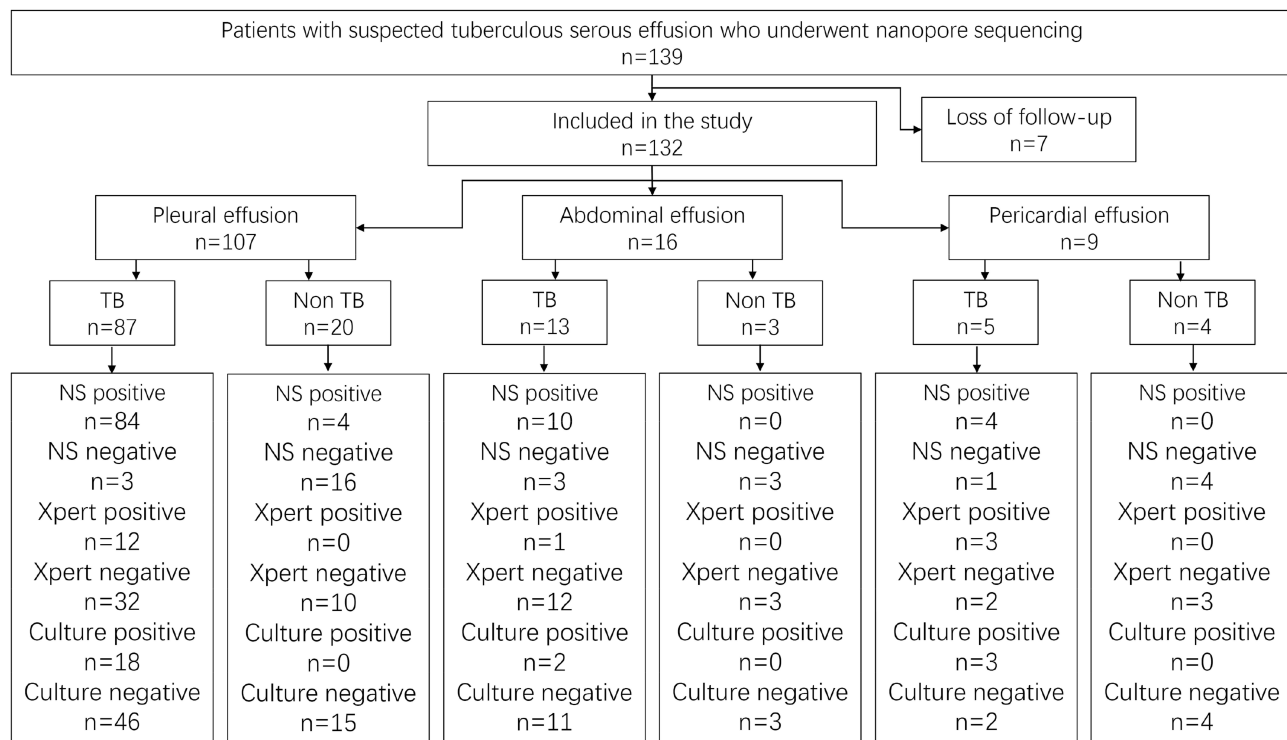 Patients with suspected tuberculous serous effusion who underwent nanopore sequencing
n=139
Included in the study
n=132
Loss of follow-up
n=7
Pleural effusion
n=107
Abdominal effusion
n=16
Pericardial effusion
n=9
TB
n=87
Non TB
n=20
TB
n=13
Non TB
n=3
TB
n=5
Non TB
n=4
NS positive
n=84
NS negative
n=3
Xpert positive
n=12
Xpert negative
n=32
Culture positive
n=18
Culture negative
n=46
NS positive
n=4
NS negative
n=16
Xpert positive
n=0
Xpert negative
n=10
Culture positive
n=0
Culture negative
n=15
NS positive
n=10
NS negative
n=3
Xpert positive
n=1
Xpert negative
n=12
Culture positive
n=2
Culture negative
n=11
NS positive
n=0
NS negative
n=3
Xpert positive
n=0
Xpert negative
n=3
Culture positive
n=0
Culture negative
n=3
NS positive
n=4
NS negative
n=1
Xpert positive
n=3
Xpert negative
n=2
Culture positive
n=3
Culture negative
n=2
NS positive
n=0
NS negative
n=4
Xpert positive
n=0
Xpert negative
n=3
Culture positive
n=0
Culture negative
n=4